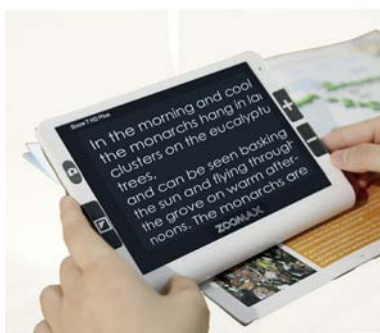 Snow 7 HD Plus
In the morning and cool
the monarchs hang in
clusters on the eucalyptu
trees,
and can be seen basking
the sun and flying throug
the grove on warm after-
noons. The monarchs are
ZOOMAX